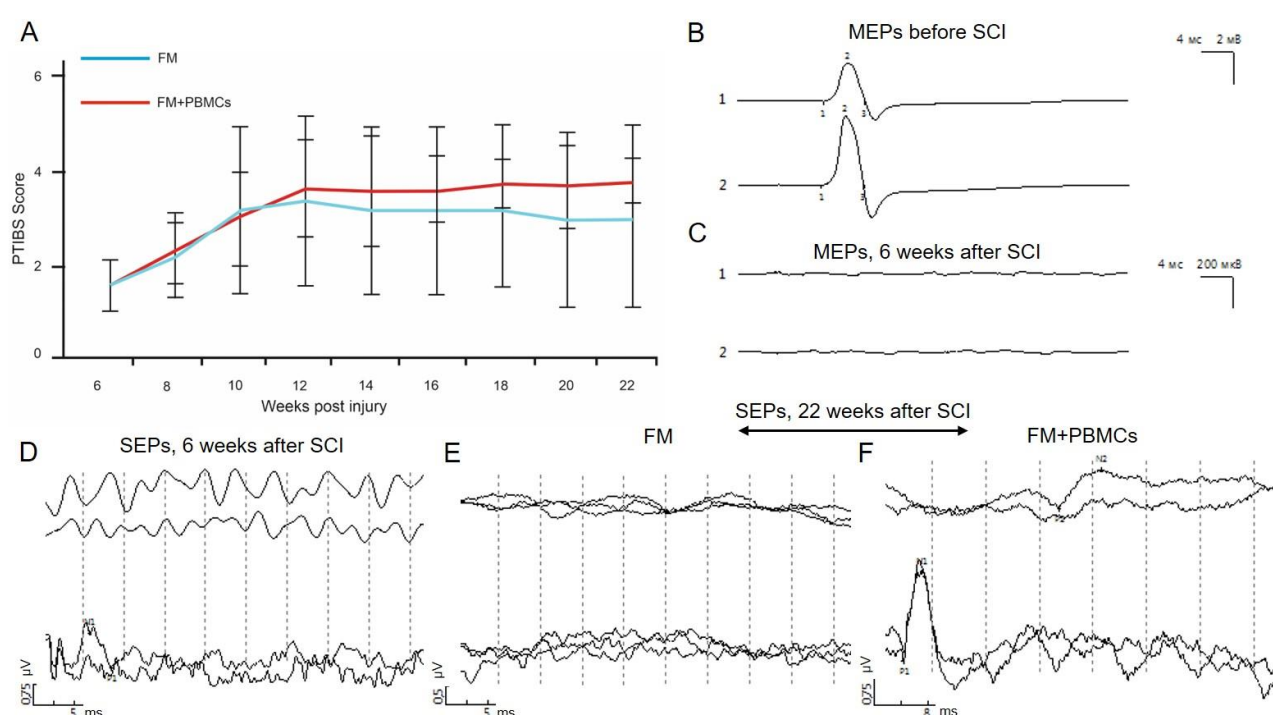 A
FM
FM+PBMCs
PTIBS Score
6
4
2
0
6 8 10 12 14 16 18 20 22
Weeks post injury
B
MEPs before SCI
4 мс 2 мВ
1
1 2 3
2
1 2 3
C
MEPs, 6 weeks after SCI
4 мс 200 мкВ
1
2
SEPs, 22 weeks after SCI
D
SEPs, 6 weeks after SCI
N1
P1
µV
5 ms
E
FM
0.5 µV
5 ms
F
FM+PBMCs
N2
P2
N1
P1
0.75 µV
8 ms